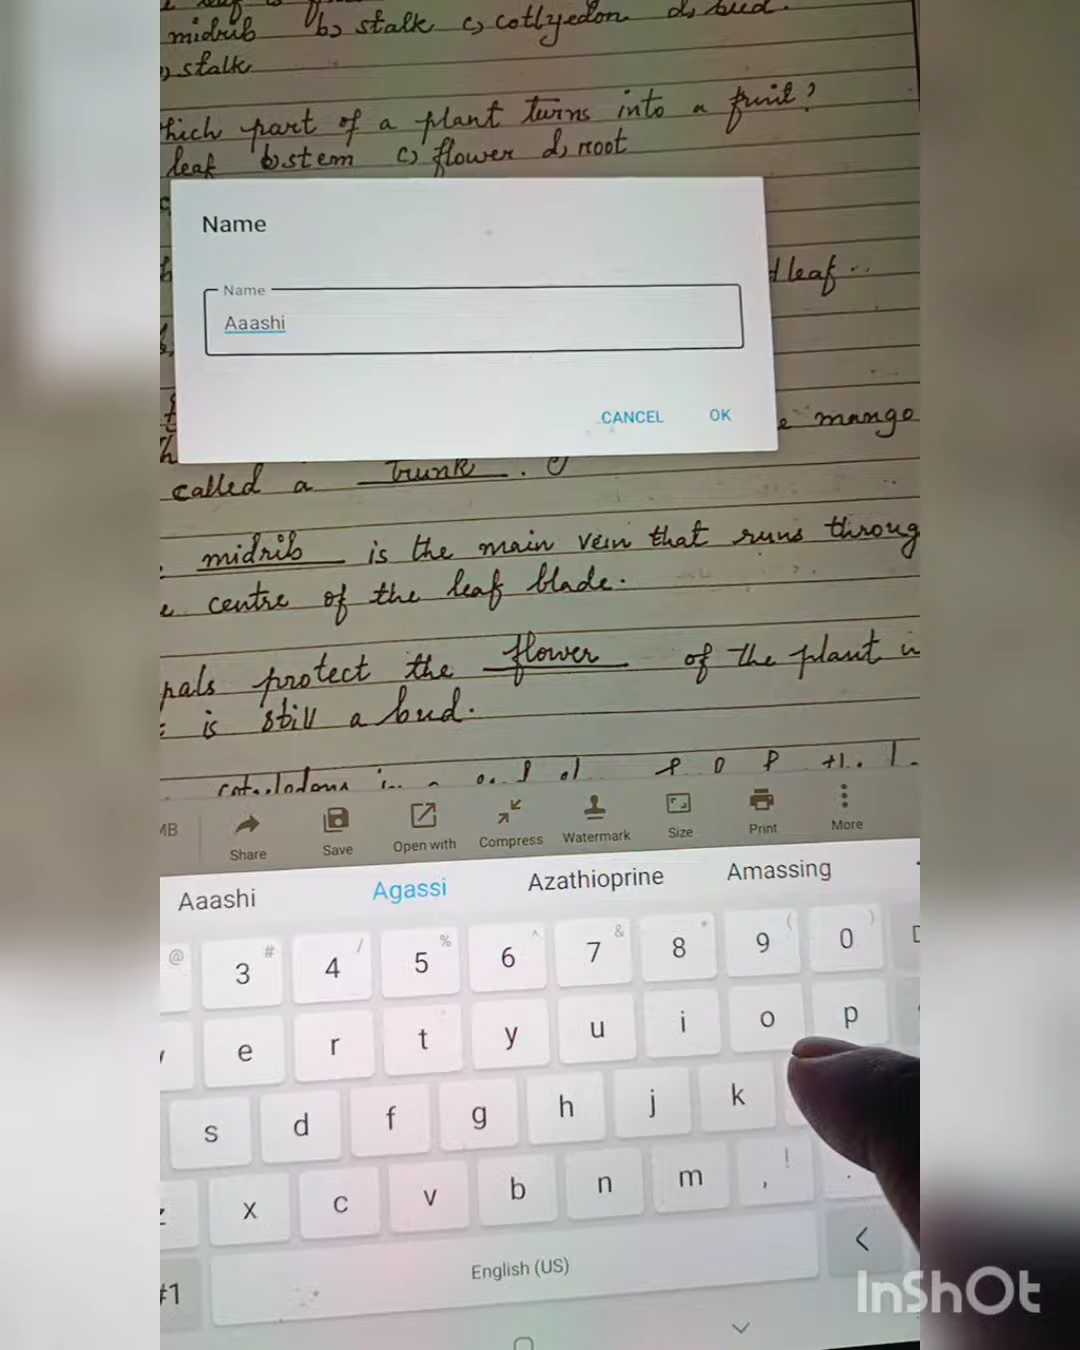 midrib b) stalk c) cotlyedon d) bud.
) stalk
hich part of a plant turns into a fruit?
leaf b) stem c) flower d) root
Name
Name
Aaashi
leaf..
CANCEL OK
mango
called a trunk.
midrib is the main vein that runs throug
centre of the leaf blade.
pals protect the flower of the plant
is still a bud.
MB
Share Save Open with Compress Watermark Size Print More
Aaashi Agassi Azathioprine Amassing
@ # / % ^ & * ( )
3 4 5 6 7 8 9 0
e r t y u i o p
s d f g h j k
x c v b n m , ! .
#1 English (US) <
InShOt